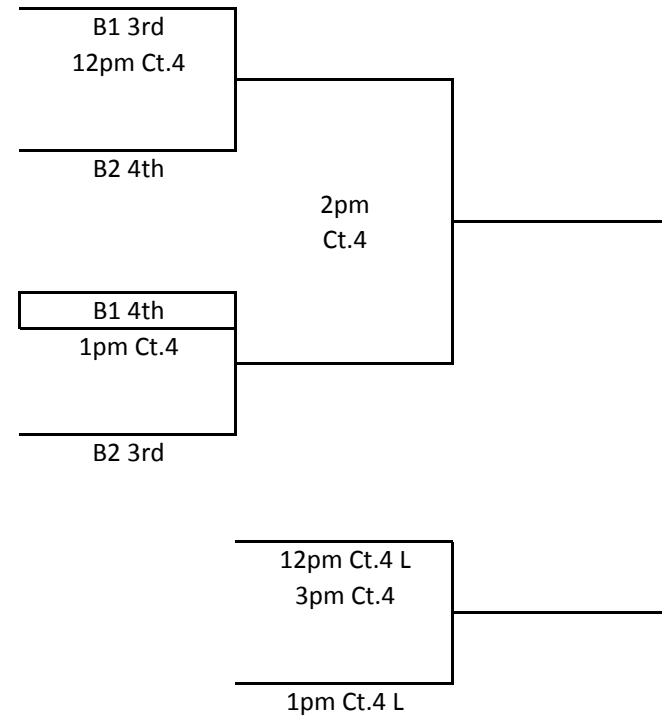 B1 3rd
12pm Ct.4
B2 4th
2pm
Ct.4
B1 4th
1pm Ct.4
B2 3rd
12pm Ct.4 L
3pm Ct.4
1pm Ct.4 L